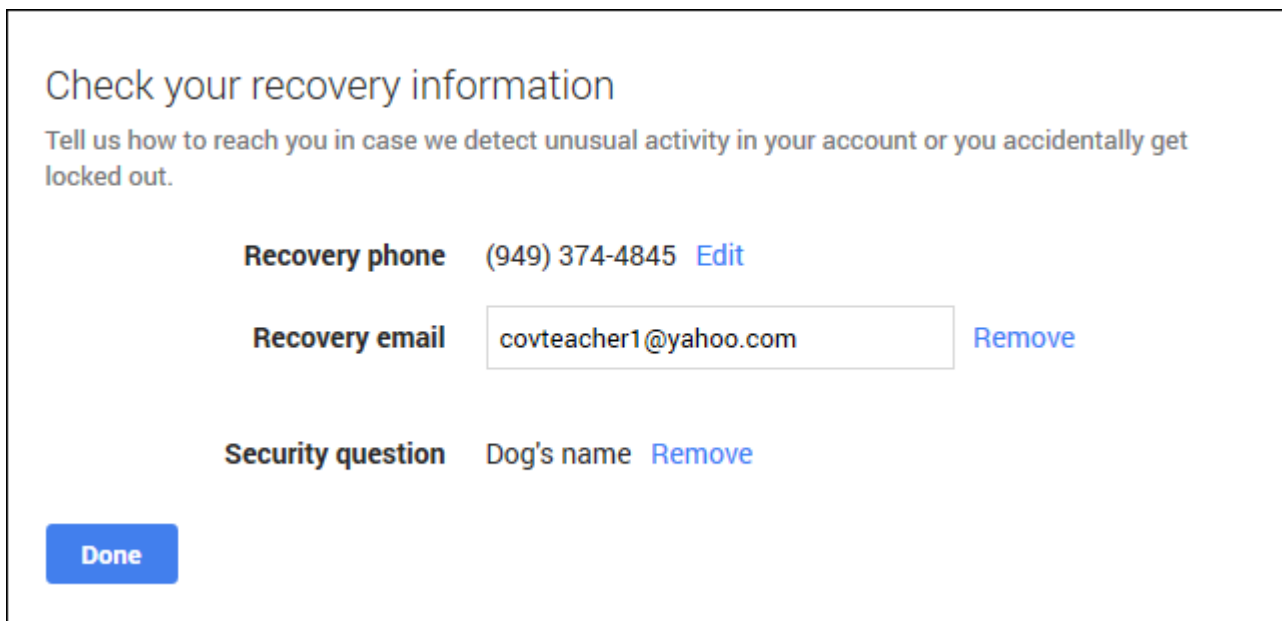 Check your recovery information
Tell us how to reach you in case we detect unusual activity in your account or you accidentally get
locked out.
Recovery phone (949) 374-4845 Edit
Recovery email covteacher1@yahoo.com Remove
Security question Dog's name Remove
Done